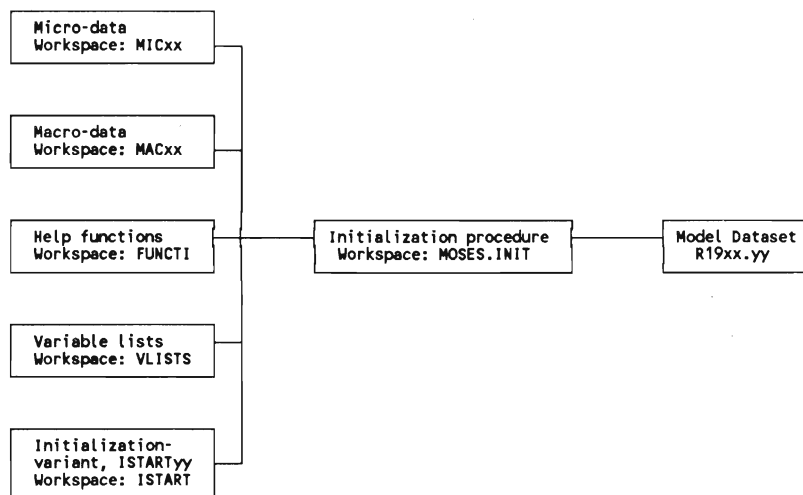 Micro-data
Workspace: MICxx
Macro-data
Workspace: MACxx
Help functions
Workspace: FUNCTI
Initialization procedure
Workspace: MOSES.INIT
Model Dataset
R19xx.yy
Variable lists
Workspace: VLISTS
Initialization-
variant, ISTARTyy
Workspace: ISTART